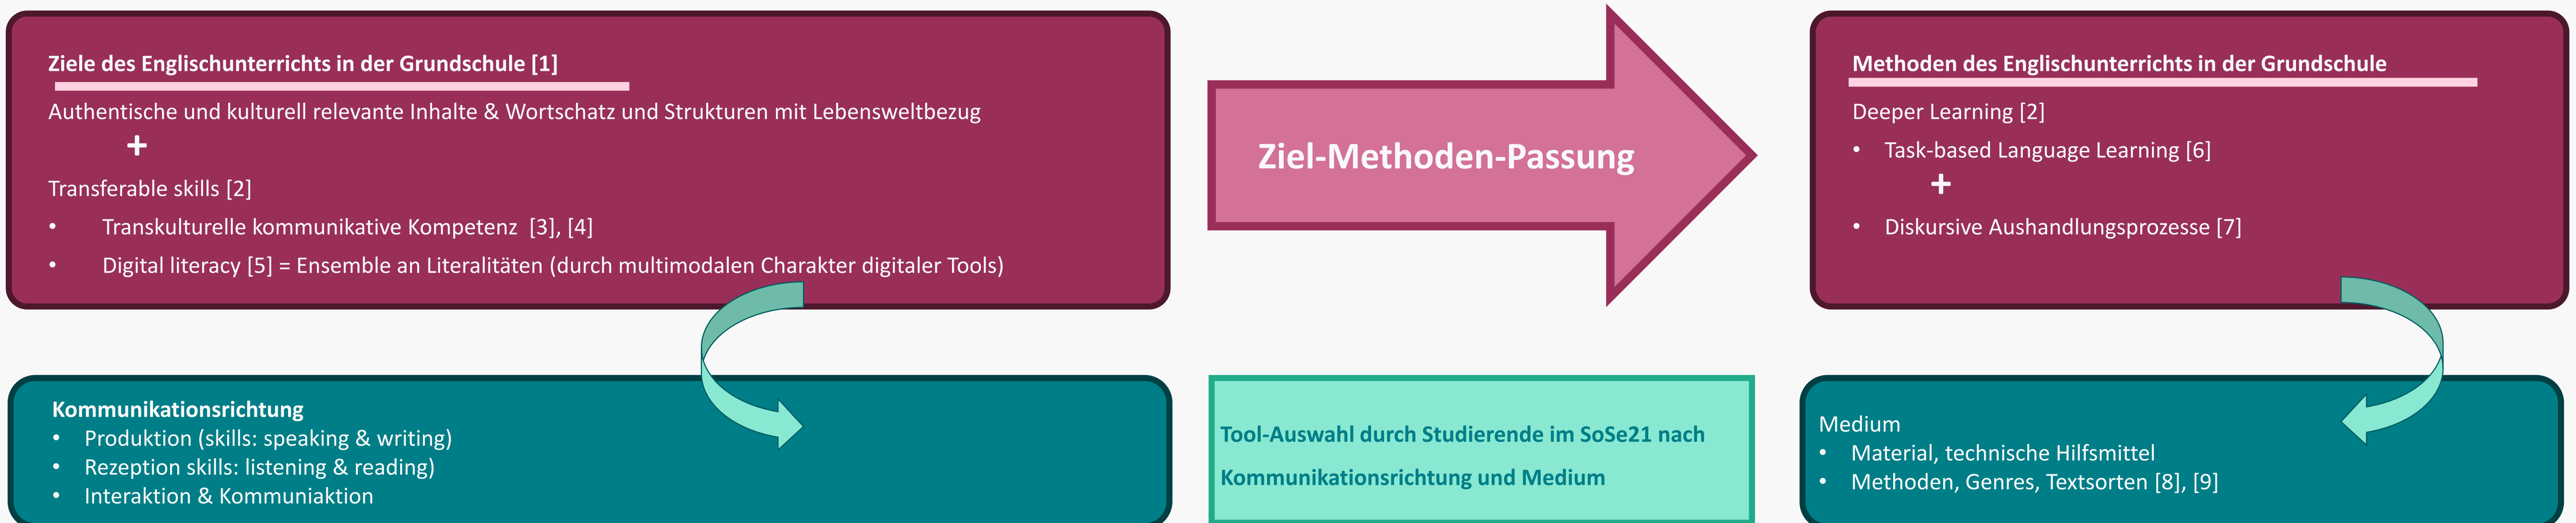 Ziele des Englischunterrichts in der Grundschule [1]
Authentische und kulturell relevante Inhalte & Wortschatz und Strukturen mit Lebensweltbezug
+
Transferable skills [2]
• Transkulturelle kommunikative Kompetenz [3], [4]
• Digital literacy [5] = Ensemble an Literalitäten (durch multimodalen Charakter digitaler Tools)
Ziel-Methoden-Passung
Methoden des Englischunterrichts in der Grundschule
Deeper Learning [2]
• Task-based Language Learning [6]
+
• Diskursive Aushandlungsprozesse [7]
Kommunikationsrichtung
• Produktion (skills: speaking & writing)
• Rezeption skills: listening & reading)
• Interaktion & Kommuniaktion
Tool-Auswahl durch Studierende im SoSe21 nach
Kommunikationsrichtung und Medium
Medium
• Material, technische Hilfsmittel
• Methoden, Genres, Textsorten [8], [9]